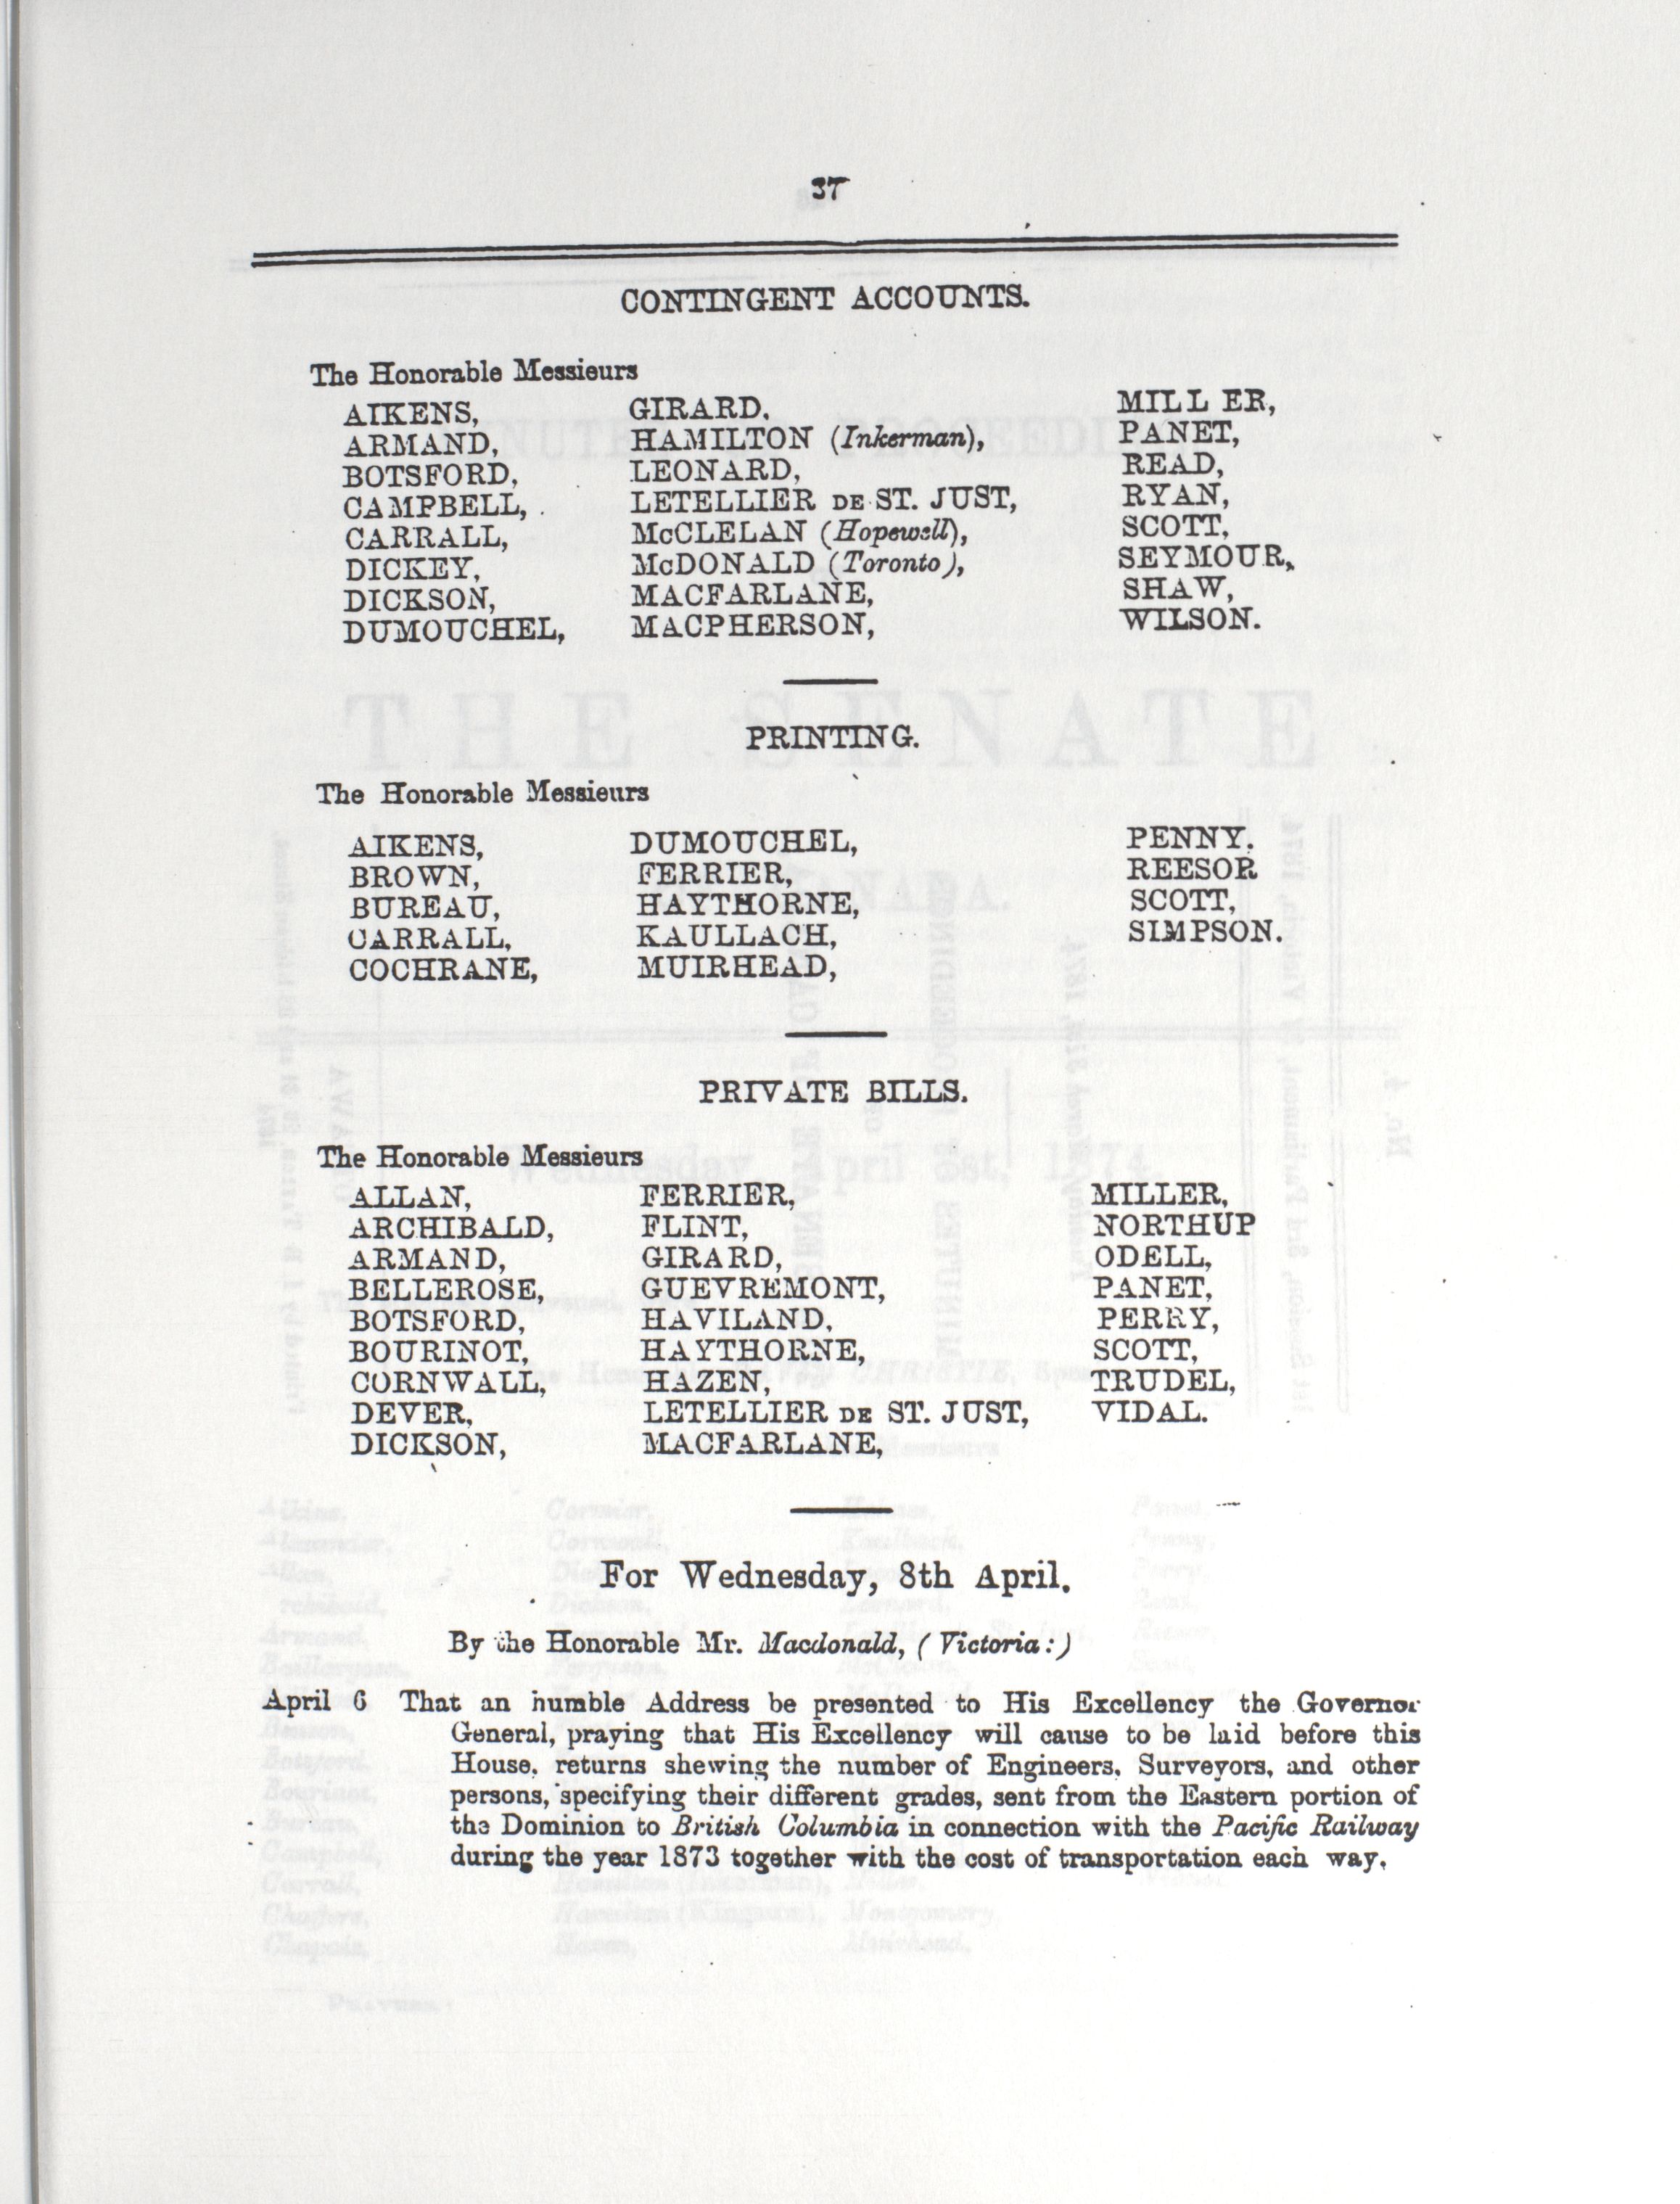 37
CONTINGENT ACCOUNTS.
The Honorable Messieurs
AIKENS, GIRARD, MILLER,
ARMAND, HAMILTON (Inkerman), PANET,
BOTSFORD, LEONARD, READ,
CAMPBELL, LETELLIER DE ST. JUST, RYAN,
CARRALL, McCLELAN (Hopewell), SCOTT,
DICKEY, McDONALD (Toronto), SEYMOUR,
DICKSON, MACFARLANE, SHAW,
DUMOUCHEL, MACPHERSON, WILSON.
PRINTING.
The Honorable Messieurs
AIKENS, DUMOUCHEL, PENNY.
BROWN, FERRIER, REESOR
BUREAU, HAYTHORNE, SCOTT,
CARRALL, KAULLACH, SIMPSON.
COCHRANE, MUIRHEAD,
PRIVATE BILLS.
The Honorable Messieurs
ALLAN, FERRIER, MILLER,
ARCHIBALD, FLINT, NORTHUP
ARMAND, GIRARD, ODELL,
BELLEROSE, GUEVREMONT, PANET,
BOTSFORD, HAVILAND, PERRY,
BOURINOT, HAYTHORNE, SCOTT,
CORNWALL, HAZEN, TRUDEL,
DEVER, LETELLIER DE ST. JUST, VIDAL.
DICKSON, MACFARLANE,
For Wednesday, 8th April.
By the Honorable Mr. Macdonald, (Victoria:)
April 6 That an humble Address be presented to His Excellency the Governor
General, praying that His Excellency will cause to be laid before this
House, returns shewing the number of Engineers, Surveyors, and other
persons, specifying their different grades, sent from the Eastern portion of
the Dominion to British Columbia in connection with the Pacific Railway
during the year 1873 together with the cost of transportation each way.